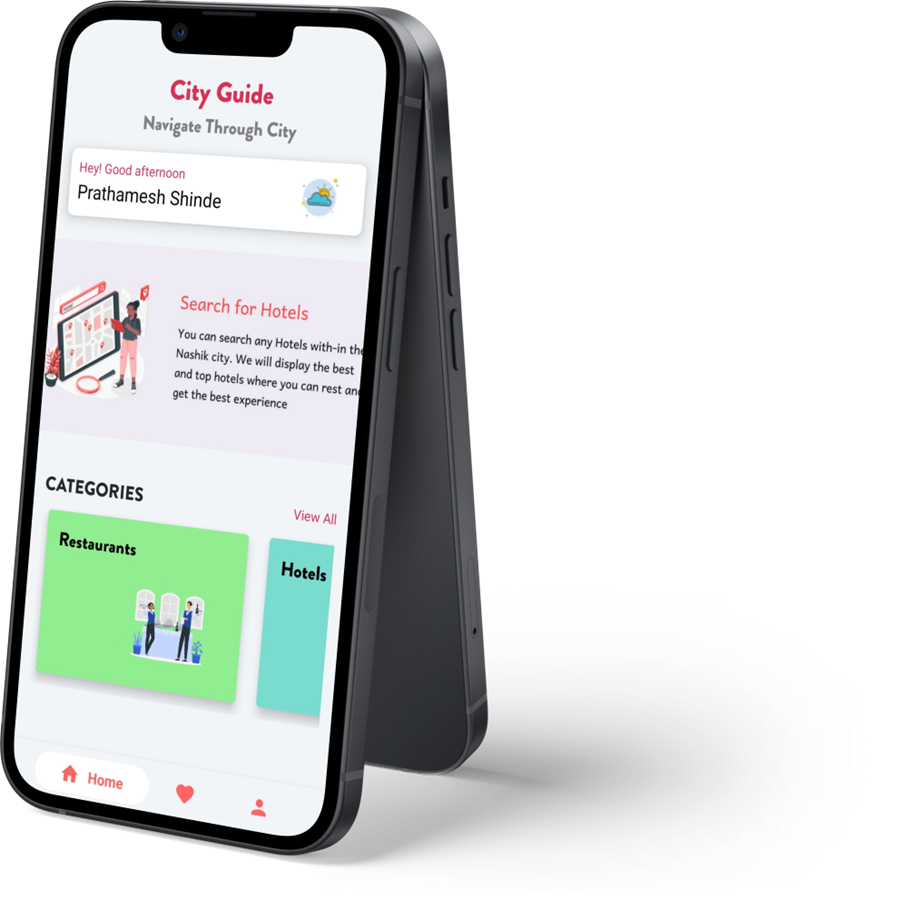 City Guide
Navigate Through City
Hey! Good afternoon
Prathamesh Shinde
Search for Hotels
You can search any Hotels with-in the
Nashik city. We will display the best
and top hotels where you can rest and
get the best experience
CATEGORIES
View All
Restaurants
Hotels
Home